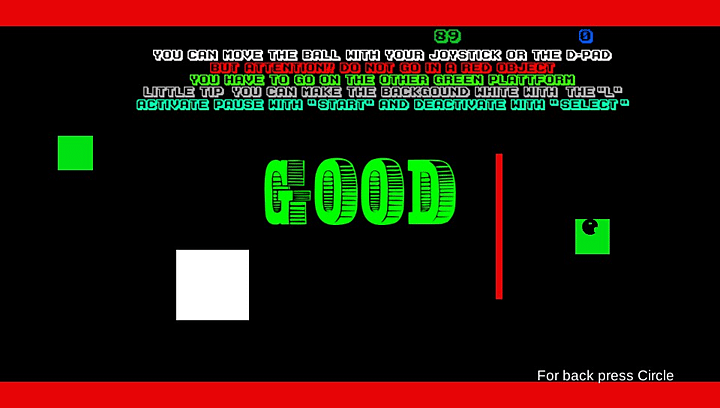 89 0
YOU CAN MOVE THE BALL WITH YOUR JOYSTICK OR THE D-PAD
BUT ATTENTION!! DO NOT GO IN A RED OBJECT
YOU HAVE TO GO ON THE OTHER GREEN PLATTFORM
LITTLE TIP YOU CAN MAKE THE BACKGOUND WHITE WITH THE "L"
ACTIVATE PAUSE WITH "START" AND DEACTIVATE WITH "SELECT"
GOOD
For back press Circle